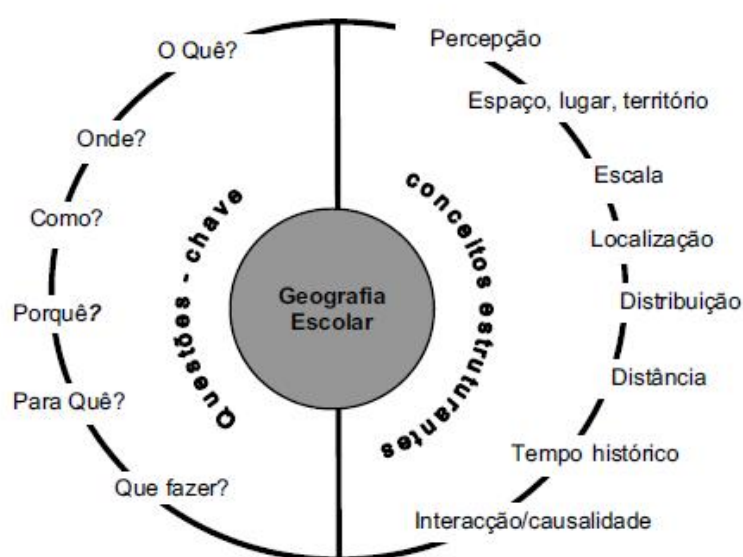 O Quê?
Onde?
Como?
Porquê?
Para Quê?
Que fazer?
Questões - chave
Geografia
Escolar
conceitos estruturantes
Percepção
Espaço, lugar, território
Escala
Localização
Distribuição
Distância
Tempo histórico
Interacção/causalidade